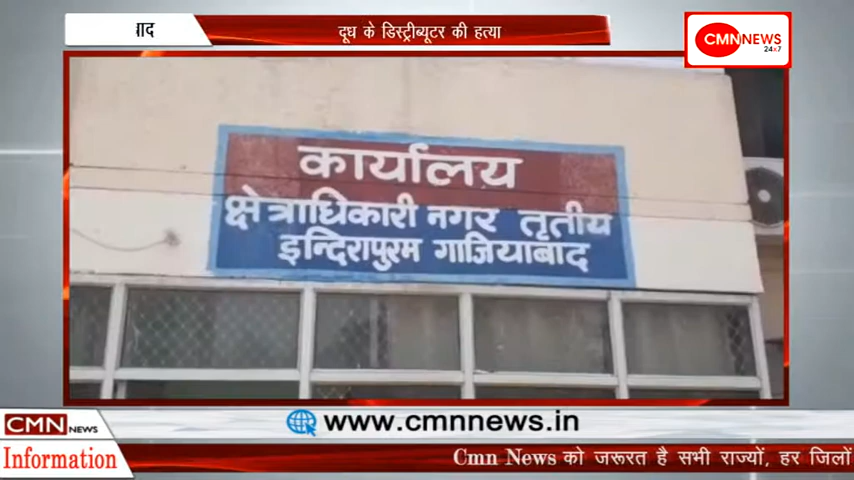 दूध के डिस्ट्रीब्यूटर की हत्या
CMN NEWS
24x7
कार्यालय
क्षेत्राधिकारी नगर तृतीय
इन्दिरापुरम गाजियाबाद
CMN NEWS
www.cmnnews.in
Information
Cmn News को जरूरत है सभी राज्यों, हर जिलों